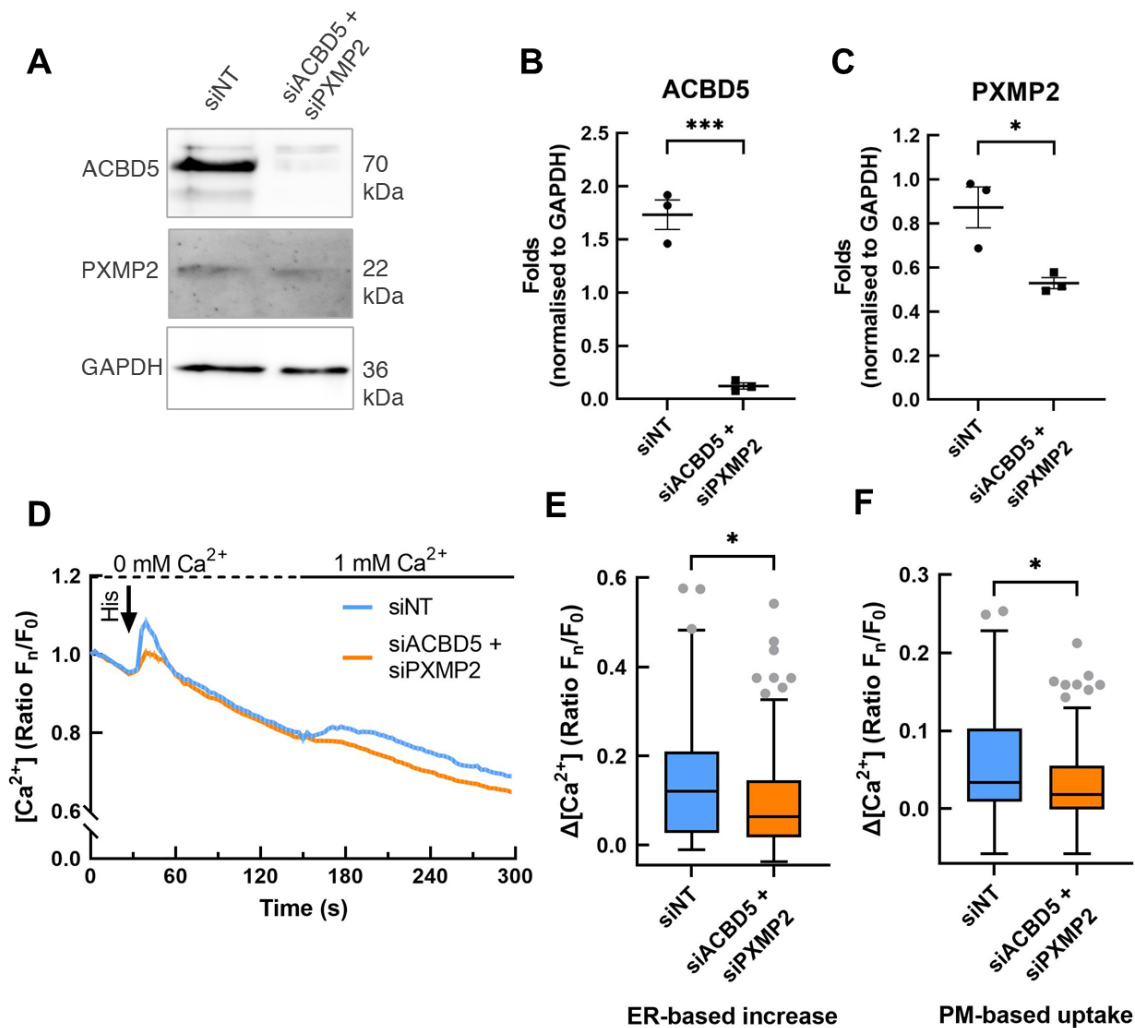 A
siNT
siACBD5 +
siPXMP2
ACBD5
70
kDa
PXMP2
22
kDa
GAPDH
36
kDa
B
ACBD5
***
Folds
(normalised to GAPDH)
2.5
2.0
1.5
1.0
0.5
0.0
siNT
siACBD5 +
siPXMP2
C
PXMP2
*
Folds
(normalised to GAPDH)
1.2
1.0
0.8
0.6
0.4
0.2
0.0
siNT
siACBD5 +
siPXMP2
D
0 mM Ca²⁺
1 mM Ca²⁺
His
siNT
siACBD5 +
siPXMP2
[Ca²⁺] (Ratio Fₙ/F₀)
1.2
1.0
0.8
0.6
0.0
0
60
120
180
240
300
Time (s)
E
*
Δ[Ca²⁺] (Ratio Fₙ/F₀)
0.6
0.4
0.2
0.0
siNT
siACBD5 +
siPXMP2
ER-based increase
F
*
Δ[Ca²⁺] (Ratio Fₙ/F₀)
0.3
0.2
0.1
0.0
siNT
siACBD5 +
siPXMP2
PM-based uptake